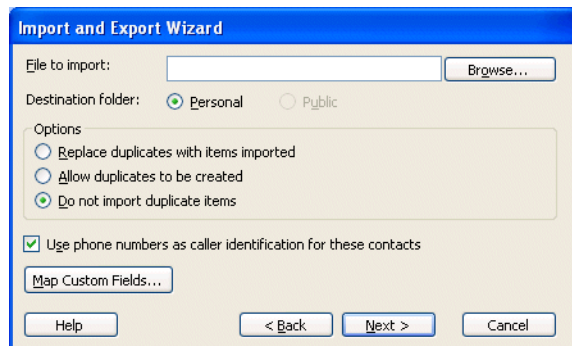 Import and Export Wizard
File to import:
Browse...
Destination folder: Personal Public
Options
Replace duplicates with items imported
Allow duplicates to be created
Do not import duplicate items
Use phone numbers as caller identification for these contacts
Map Custom Fields...
Help < Back Next > Cancel